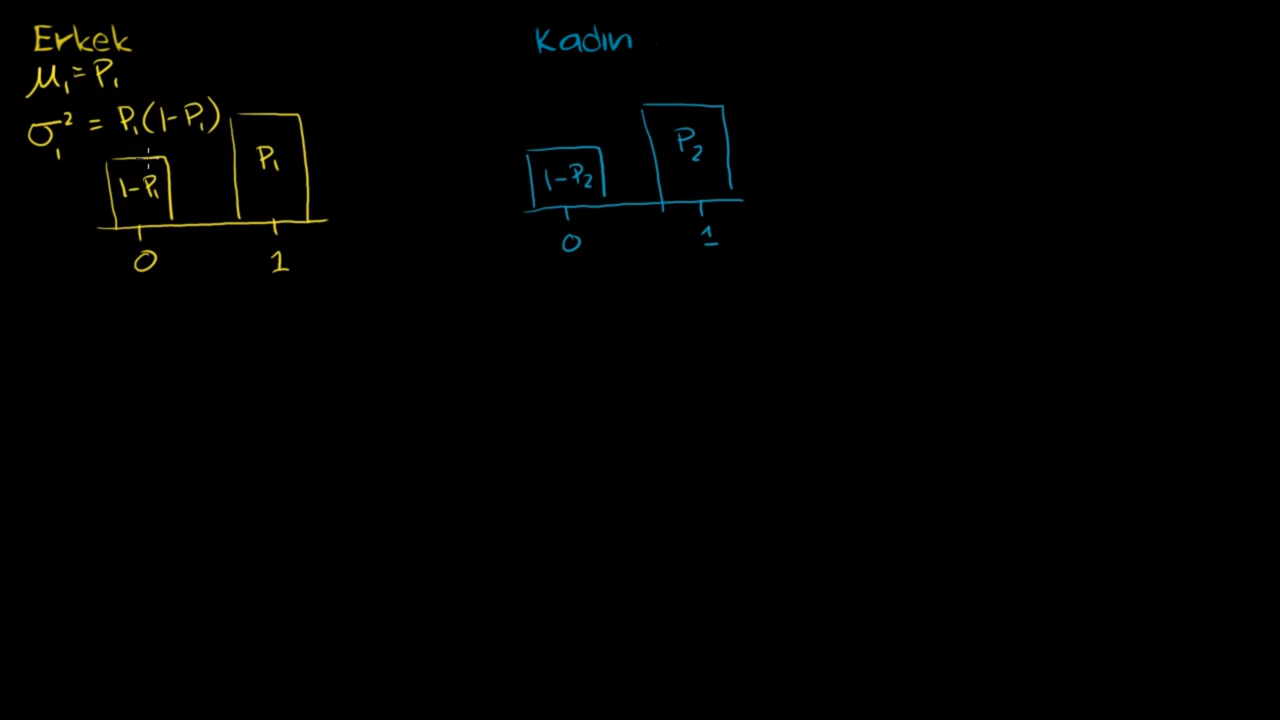 Erkek
μ₁ = P₁
σ₁² = P₁(1-P₁)
1-P₁
P₁
0
1
Kadın
1-P₂
P₂
0
1